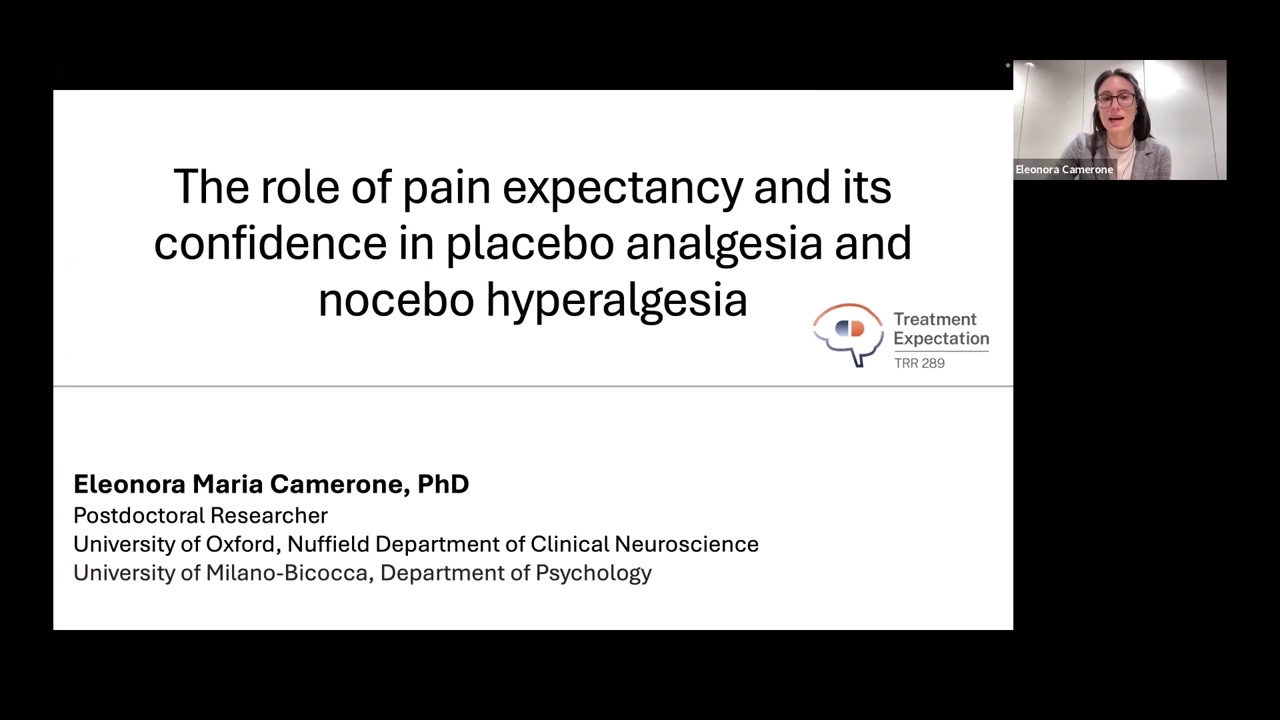 The role of pain expectancy and its
confidence in placebo analgesia and
nocebo hyperalgesia
Treatment
Expectation
TRR 289
Eleonora Maria Camerone, PhD
Postdoctoral Researcher
University of Oxford, Nuffield Department of Clinical Neuroscience
University of Milano-Bicocca, Department of Psychology
Eleonora Camerone